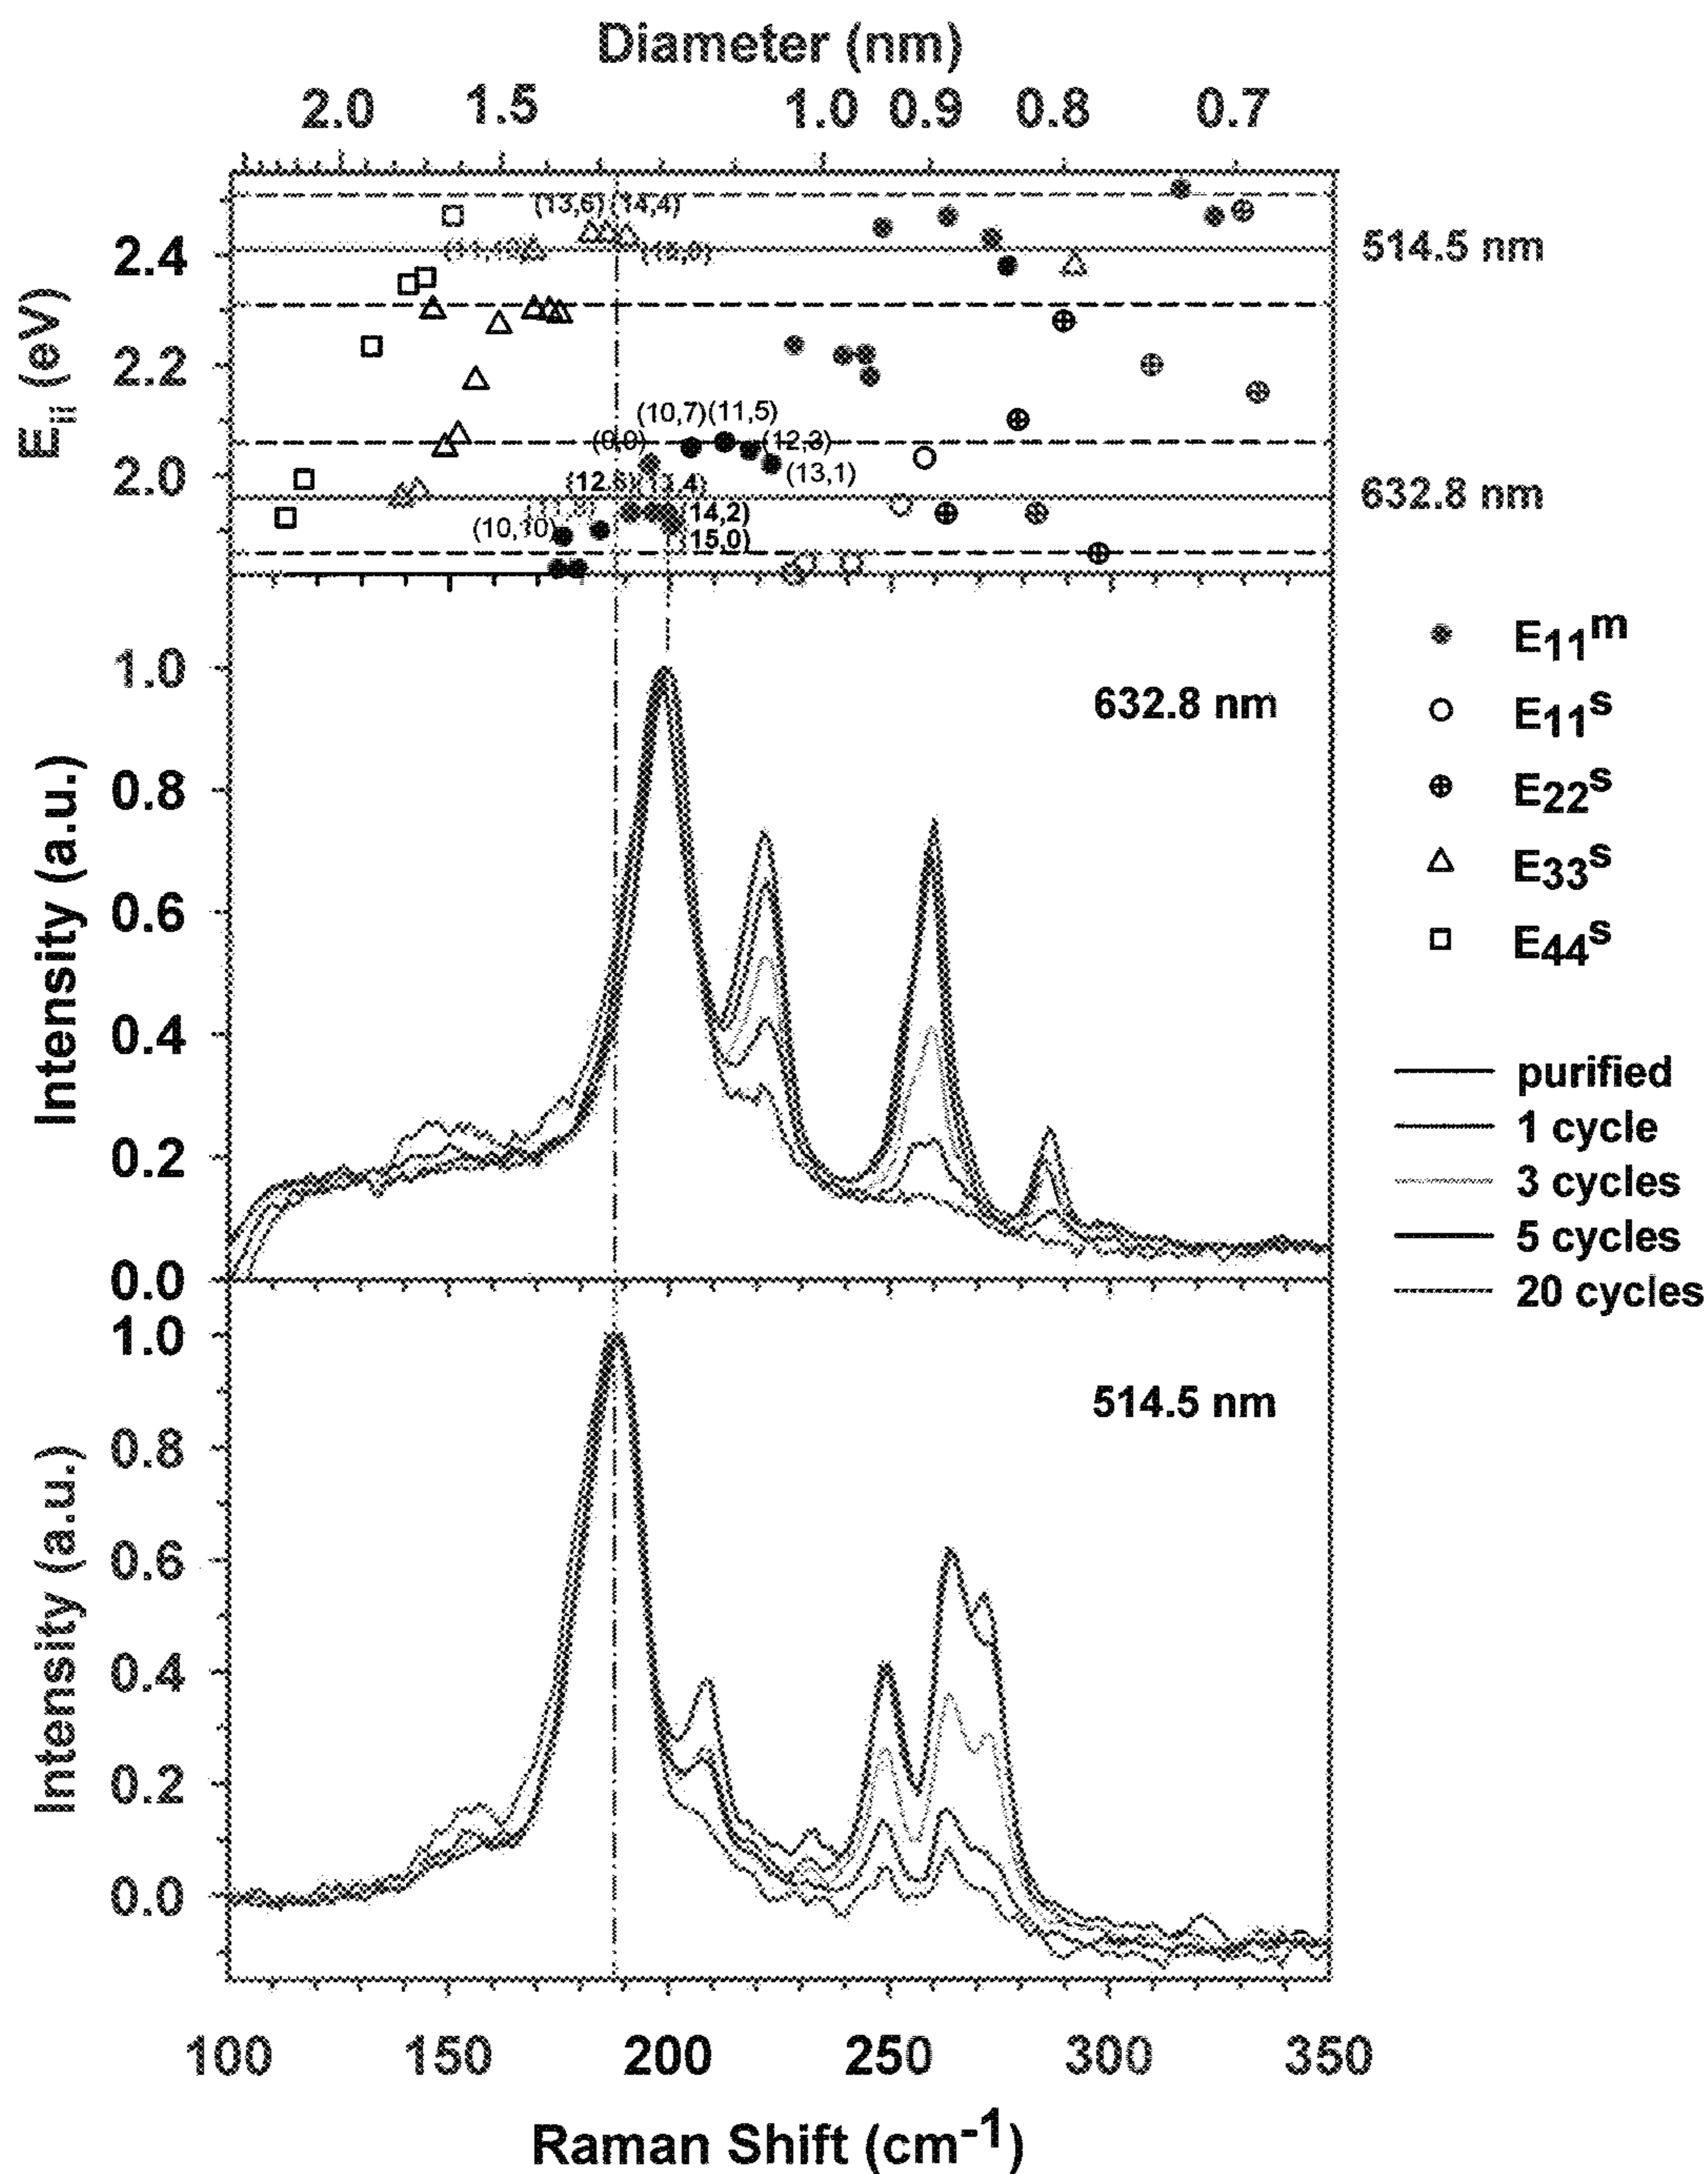 Diameter (nm)
2.0 1.5 1.0 0.9 0.8 0.7
(13,6) (14,4)
(18,0)
2.4
514.5 nm
2.2
Eᵢᵢ (eV)
(10,7) (11,5)
(9,9) (12,3)
2.0
(13,1)
632.8 nm
(12,6) (13,4)
(14,2)
(10,10)
(15,0)
E₁₁ᵐ
1.0
632.8 nm
E₁₁ˢ
0.8
E₂₂ˢ
E₃₃ˢ
0.6
E₄₄ˢ
Intensity (a.u.)
0.4
purified
1 cycle
0.2
3 cycles
5 cycles
0.0
20 cycles
1.0
514.5 nm
0.8
0.6
Intensity (a.u.)
0.4
0.2
0.0
100 150 200 250 300 350
Raman Shift (cm⁻¹)